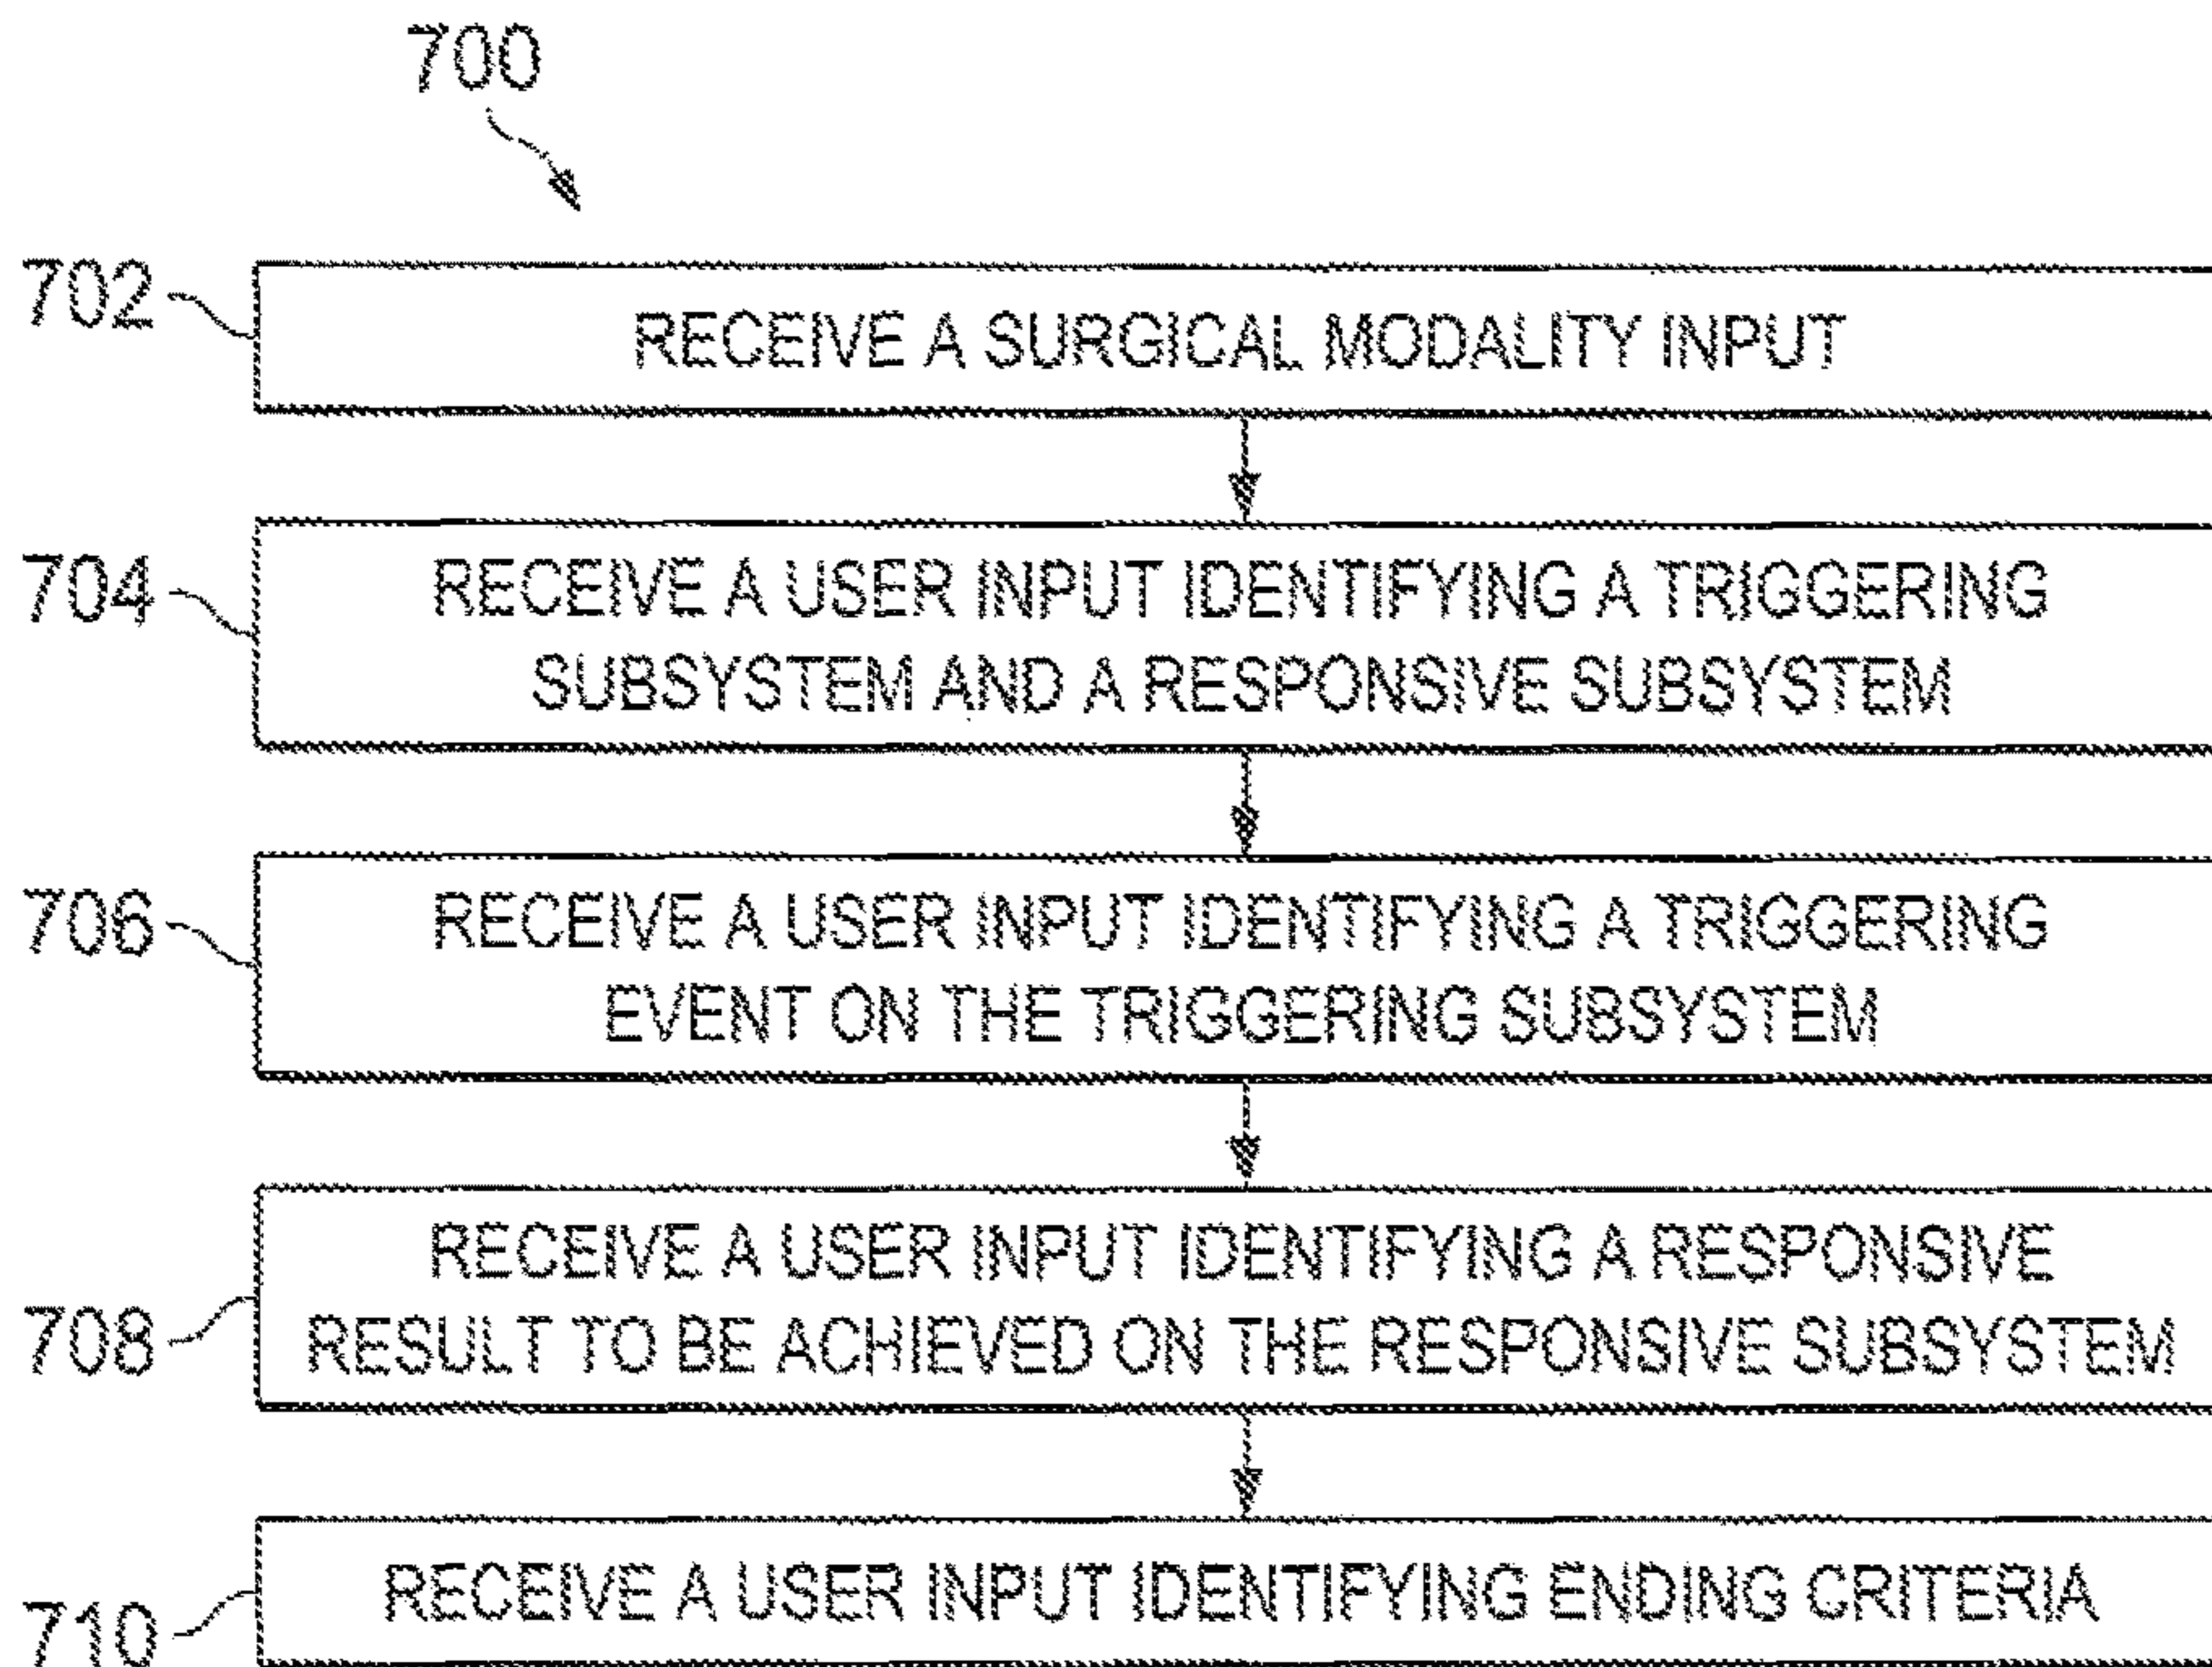 700
702
RECEIVE A SURGICAL MODALITY INPUT
704
RECEIVE A USER INPUT IDENTIFYING A TRIGGERING
SUBSYSTEM AND A RESPONSIVE SUBSYSTEM
706
RECEIVE A USER INPUT IDENTIFYING A TRIGGERING
EVENT ON THE TRIGGERING SUBSYSTEM
708
RECEIVE A USER INPUT IDENTIFYING A RESPONSIVE
RESULT TO BE ACHIEVED ON THE RESPONSIVE SUBSYSTEM
710
RECEIVE A USER INPUT IDENTIFYING ENDING CRITERIA